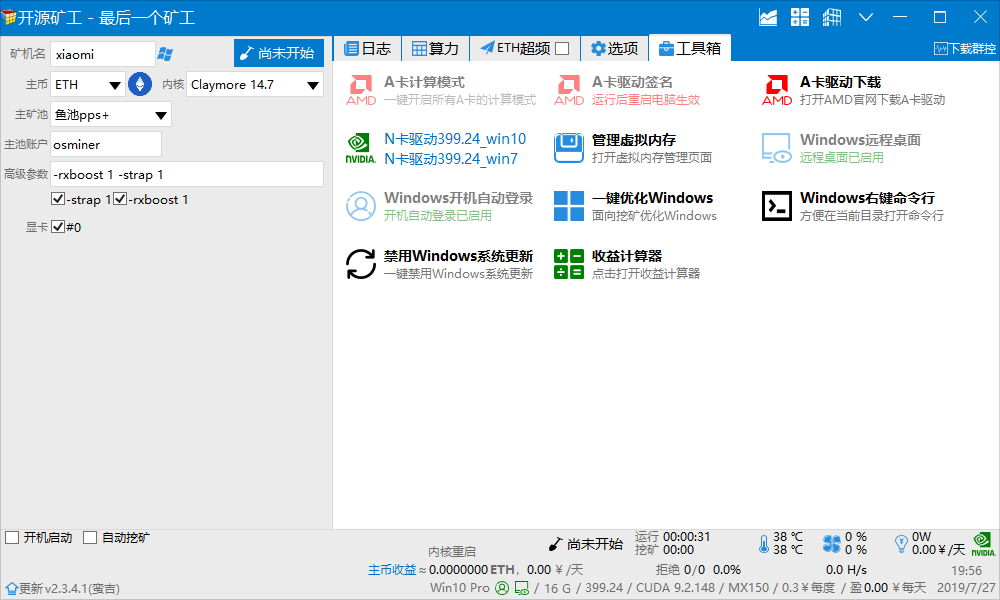 开源矿工 - 最后一个矿工
矿机名 xiaomi 尚未开始
主币 ETH 内核 Claymore 14.7
主矿池 鱼池pps+
主池账户 osminer
高级参数 -rxboost 1 -strap 1
-strap 1 -rxboost 1
显卡 #0
日志 算力 ETH超频 选项 工具箱
下载群控
A卡计算模式
一键开启所有A卡的计算模式
AMD
A卡驱动签名
运行后重启电脑生效
AMD
A卡驱动下载
打开AMD官网下载A卡驱动
AMD
N卡驱动399.24_win10
N卡驱动399.24_win7
NVIDIA.
管理虚拟内存
打开虚拟内存管理页面
Windows远程桌面
远程桌面已启用
Windows开机自动登录
开机自动登录已启用
一键优化Windows
面向挖矿优化Windows
Windows右键命令行
方便在当前目录打开命令行
禁用Windows系统更新
一键禁用Windows系统更新
收益计算器
点击打开收益计算器
开机启动 自动挖矿
更新 v2.3.4.1(蛮吉)
内核重启
尚未开始
运行 00:00:31
挖矿 00:00
38 ℃
38 ℃
0 %
0 %
0W
0.00 ¥ /天
NVIDIA.
主币收益 ≈ 0.0000000 ETH, 0.00 ¥ /天 拒绝 0/0 0.0% 0.0 H/s 19:56
Win10 Pro / 16 G / 399.24 / CUDA 9.2.148 / MX150 / 0.3 ¥ 每度 / 盈0.00 ¥ 每天 2019/7/27